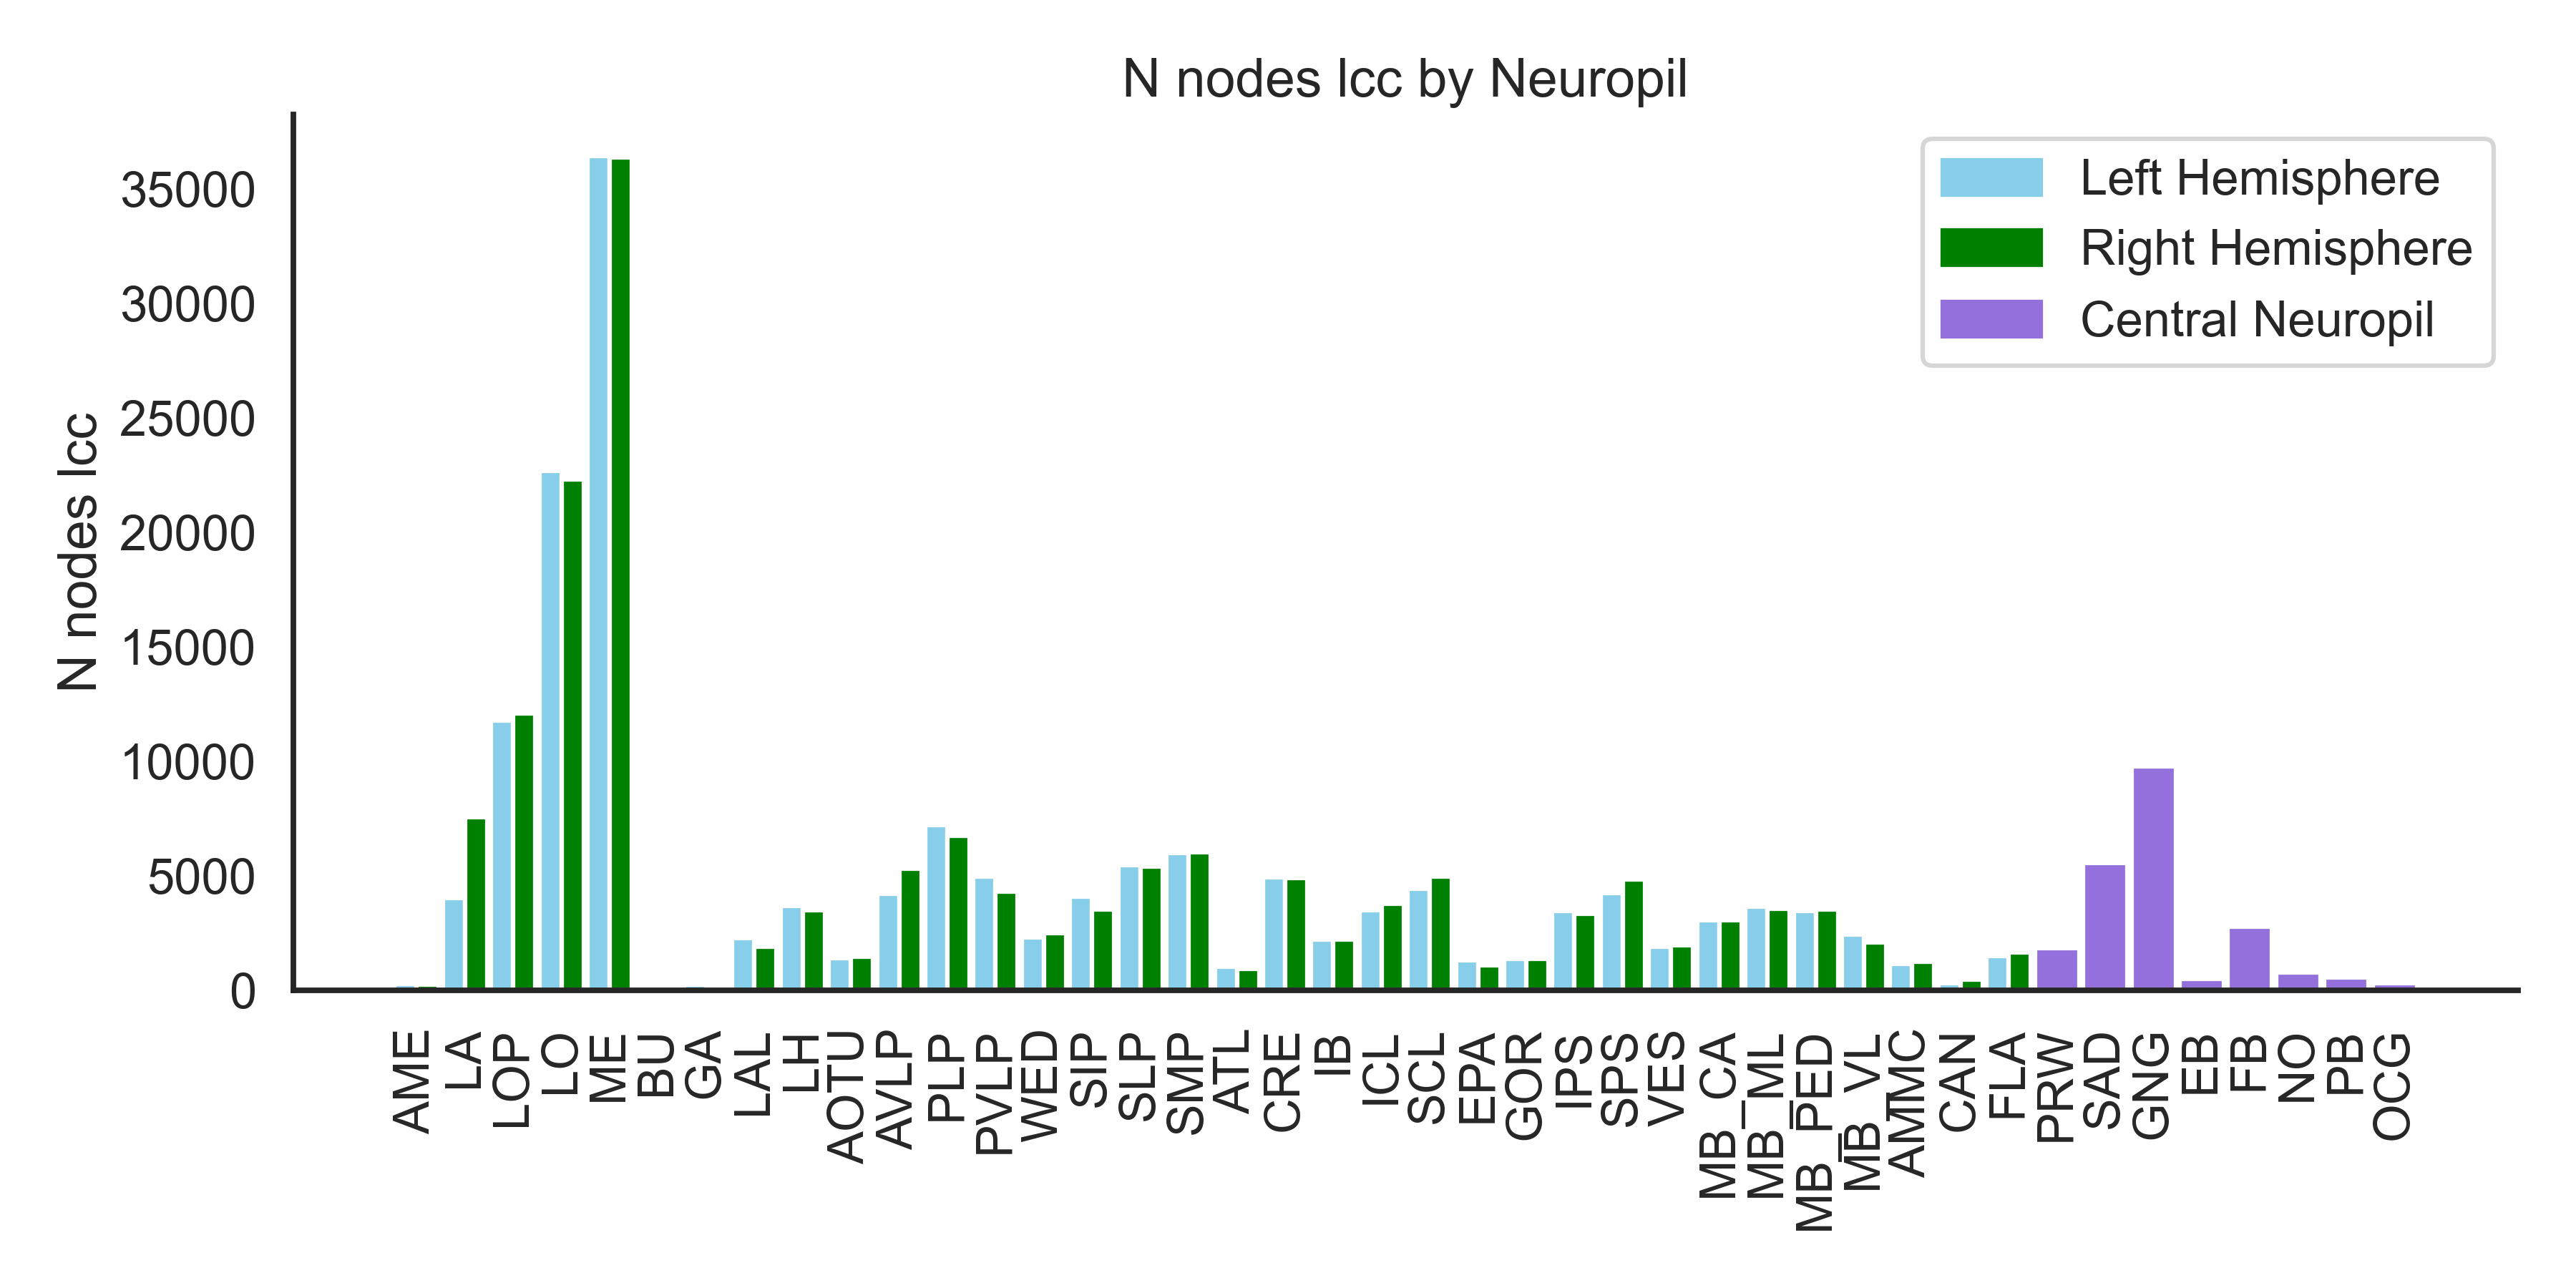 N nodes lcc by Neuropil
Left Hemisphere
Right Hemisphere
Central Neuropil
N nodes lcc
35000
30000
25000
20000
15000
10000
5000
0
AME
LA
LOP
LO
ME
BU
GA
LAL
LH
AOTU
AVLP
PLP
PVLP
WED
SIP
SLP
SMP
ATL
CRE
IB
ICL
SCL
EPA
GOR
IPS
SPS
VES
MB_CA
MB_ML
MB_PED
MB_VL
AMMC
CAN
FLA
PRW
SAD
GNG
EB
FB
NO
PB
OCG